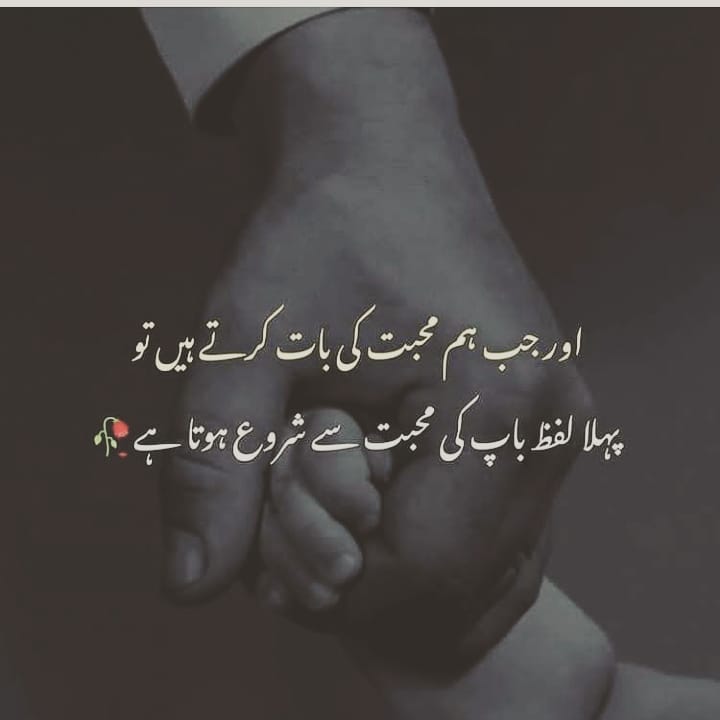 اور جب ہم محبت کی بات کرتے ہیں تو
پہلا لفظ باپ کی محبت سے شروع ہوتا ہے🥀